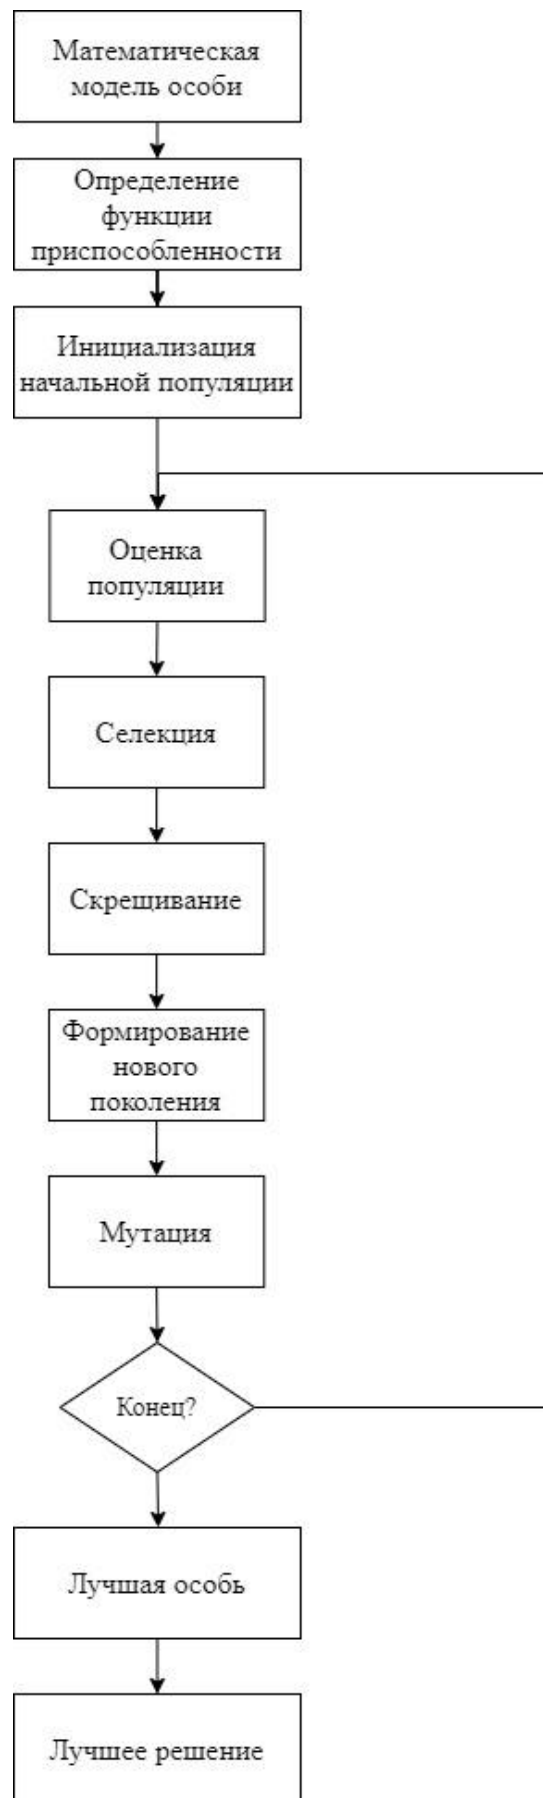 Математическая
модель особи
Определение
функции
приспособленности
Инициализация
начальной популяции
Оценка
популяции
Селекция
Скрещивание
Формирование
нового
поколения
Мутация
Конец?
Лучшая особь
Лучшее решение